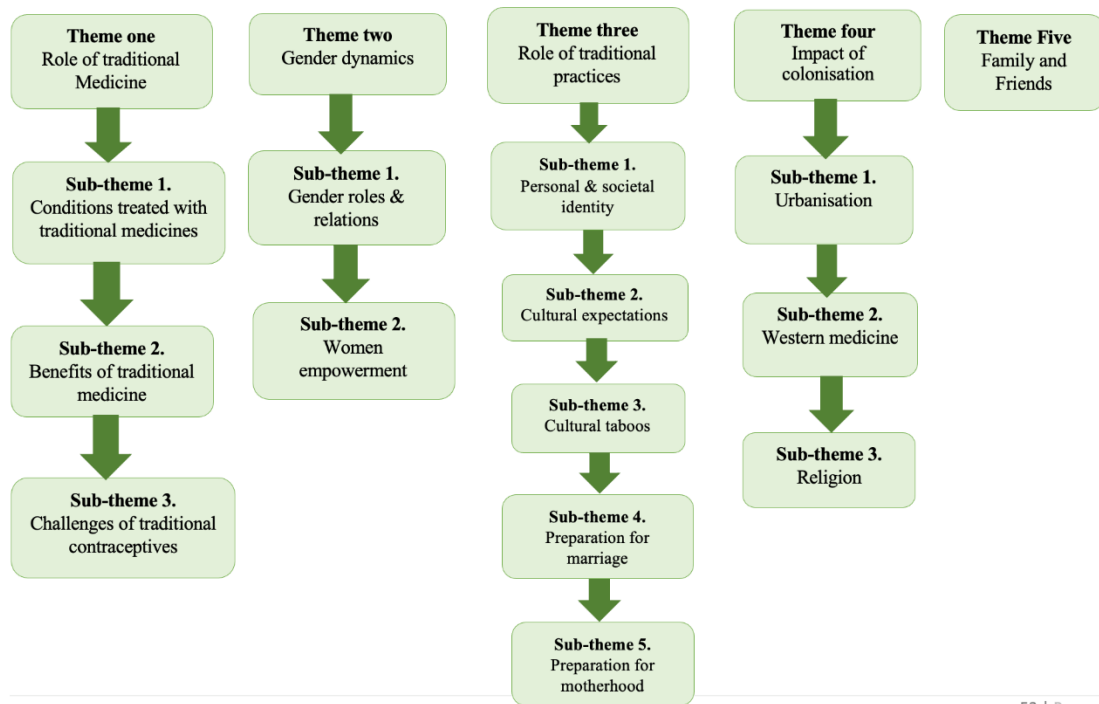 Theme one
Role of traditional
Medicine
Sub-theme 1.
Conditions treated with
traditional medicines
Sub-theme 2.
Benefits of traditional
medicine
Sub-theme 3.
Challenges of traditional
contraceptives
Theme two
Gender dynamics
Sub-theme 1.
Gender roles &
relations
Sub-theme 2.
Women
empowerment
Theme three
Role of traditional
practices
Sub-theme 1.
Personal & societal
identity
Sub-theme 2.
Cultural expectations
Sub-theme 3.
Cultural taboos
Sub-theme 4.
Preparation for
marriage
Sub-theme 5.
Preparation for
motherhood
Theme four
Impact of
colonisation
Sub-theme 1.
Urbanisation
Sub-theme 2.
Western medicine
Sub-theme 3.
Religion
Theme Five
Family and
Friends